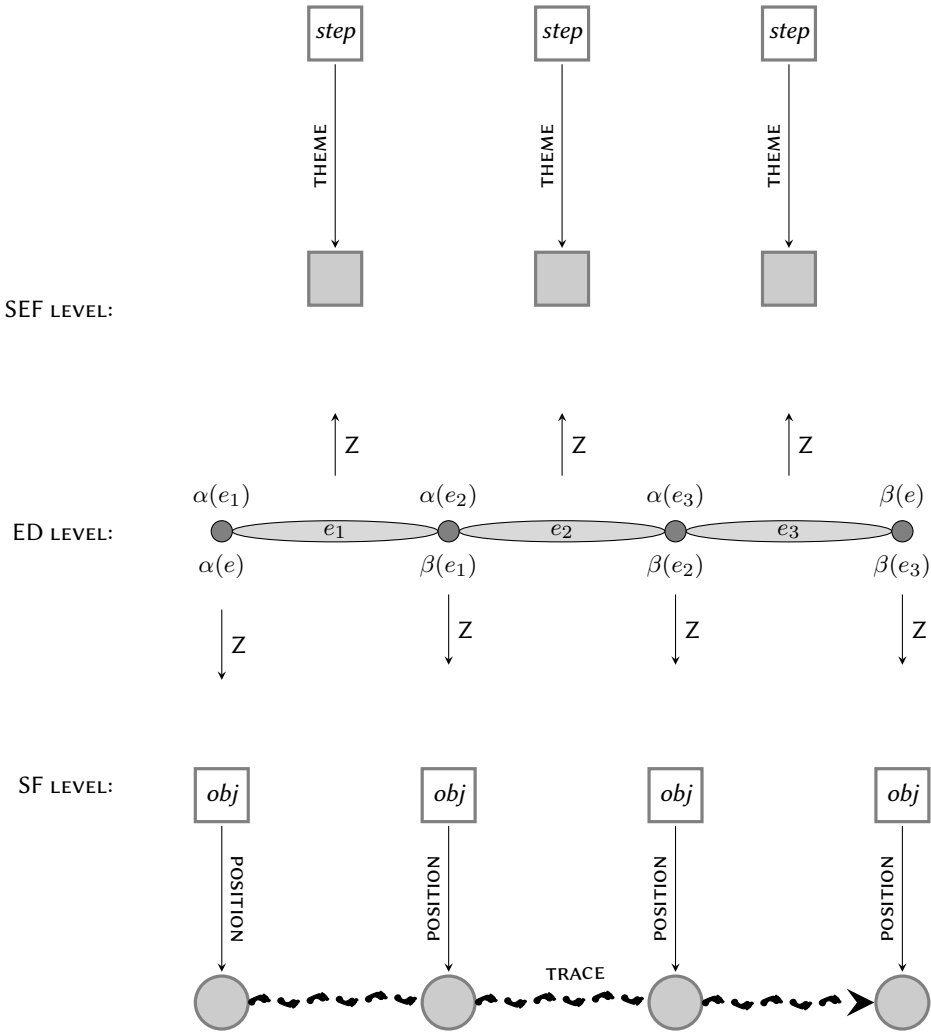 step step step
THEME THEME THEME
SEF LEVEL:
Z Z Z
α(e₁) α(e₂) α(e₃) β(e)
ED LEVEL: e₁ e₂ e₃
α(e) β(e₁) β(e₂) β(e₃)
Z Z Z Z
SF LEVEL: obj obj obj obj
POSITION POSITION POSITION POSITION
TRACE